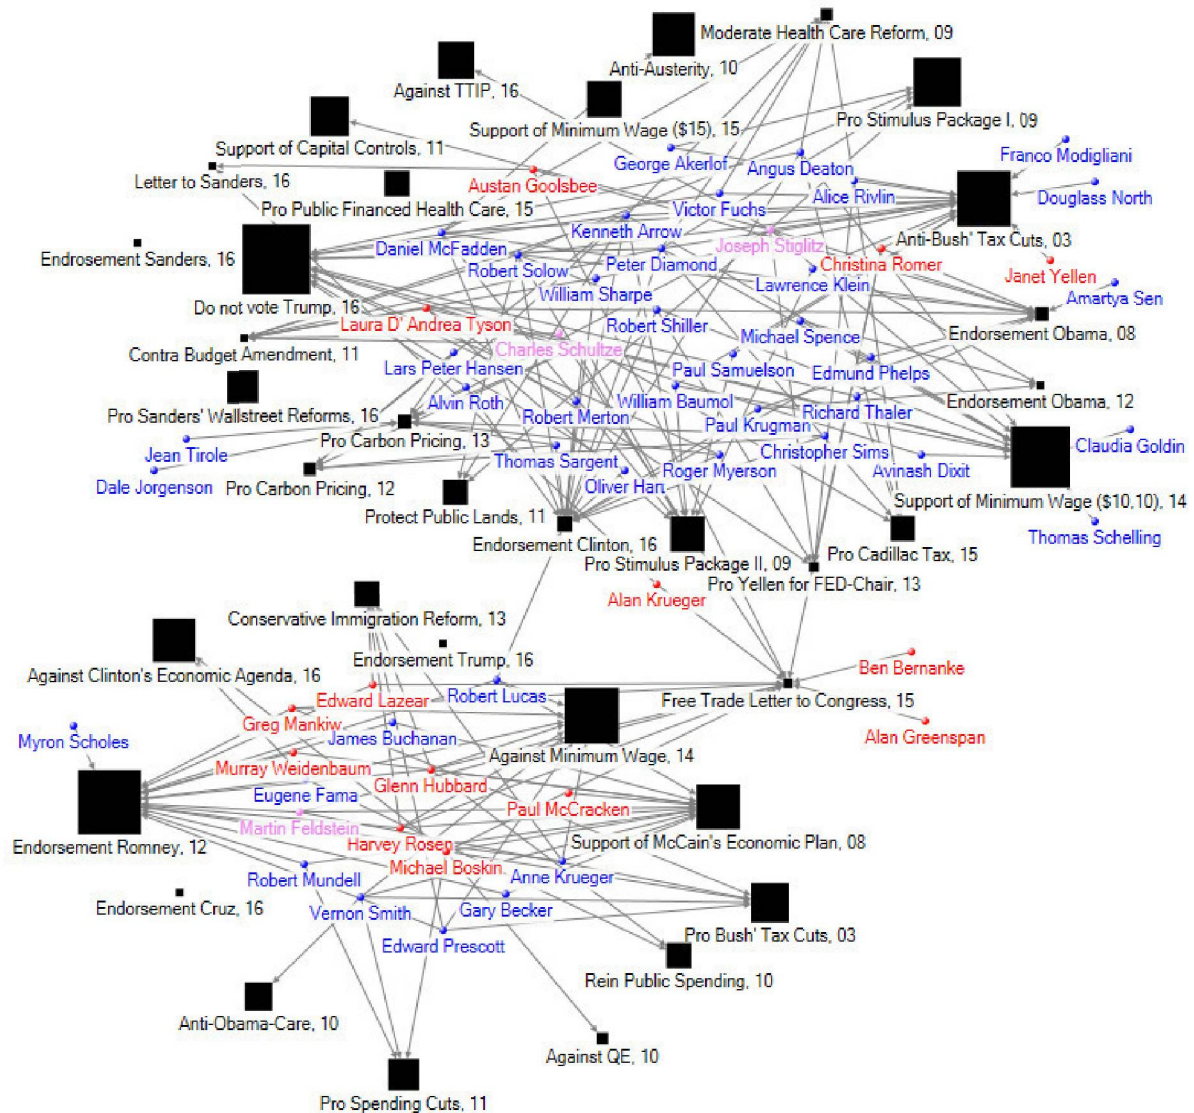 Moderate Health Care Reform, 09
Anti-Austerity, 10
Against TTIP, 16
Pro Stimulus Package I, 09
Support of Minimum Wage ($15), 15
Support of Capital Controls, 11
George Akerlof
Angus Deaton
Franco Modigliani
Letter to Sanders, 16
Austan Goolsbee
Alice Rivlin
Douglass North
Pro Public Financed Health Care, 15
Victor Fuchs
Kenneth Arrow
Anti-Bush' Tax Cuts, 03
Endrosement Sanders, 16
Daniel McFadden
Joseph Stiglitz
Robert Solow
Peter Diamond
Christina Romer
Janet Yellen
Lawrence Klein
William Sharpe
Amartya Sen
Do not vote Trump, 16
Laura D' Andrea Tyson
Robert Shiller
Michael Spence
Endorsement Obama, 08
Contra Budget Amendment, 11
Charles Schultze
Lars Peter Hansen
Paul Samuelson
Edmund Phelps
Alvin Roth
William Baumol
Endorsement Obama, 12
Pro Sanders' Wallstreet Reforms, 16
Robert Merton
Richard Thaler
Paul Krugman
Pro Carbon Pricing, 13
Jean Tirole
Thomas Sargent
Christopher Sims
Claudia Goldin
Dale Jorgenson
Pro Carbon Pricing, 12
Roger Myerson
Avinash Dixit
Oliver Hart
Support of Minimum Wage ($10,10), 14
Protect Public Lands, 11
Thomas Schelling
Endorsement Clinton, 16
Pro Stimulus Package II, 09
Pro Cadillac Tax, 15
Pro Yellen for FED-Chair, 13
Alan Krueger
Conservative Immigration Reform, 13
Endorsement Trump, 16
Against Clinton's Economic Agenda, 16
Ben Bernanke
Edward Lazear
Robert Lucas
Free Trade Letter to Congress, 15
Greg Mankiw
Alan Greenspan
Myron Scholes
James Buchanan
Against Minimum Wage, 14
Murray Weidenbaum
Glenn Hubbard
Eugene Fama
Paul McCracken
Martin Feldstein
Endorsement Romney, 12
Harvey Rosen
Support of McCain's Economic Plan, 08
Michael Boskin
Robert Mundell
Anne Krueger
Endorsement Cruz, 16
Vernon Smith
Gary Becker
Pro Bush' Tax Cuts, 03
Edward Prescott
Rein Public Spending, 10
Anti-Obama-Care, 10
Against QE, 10
Pro Spending Cuts, 11